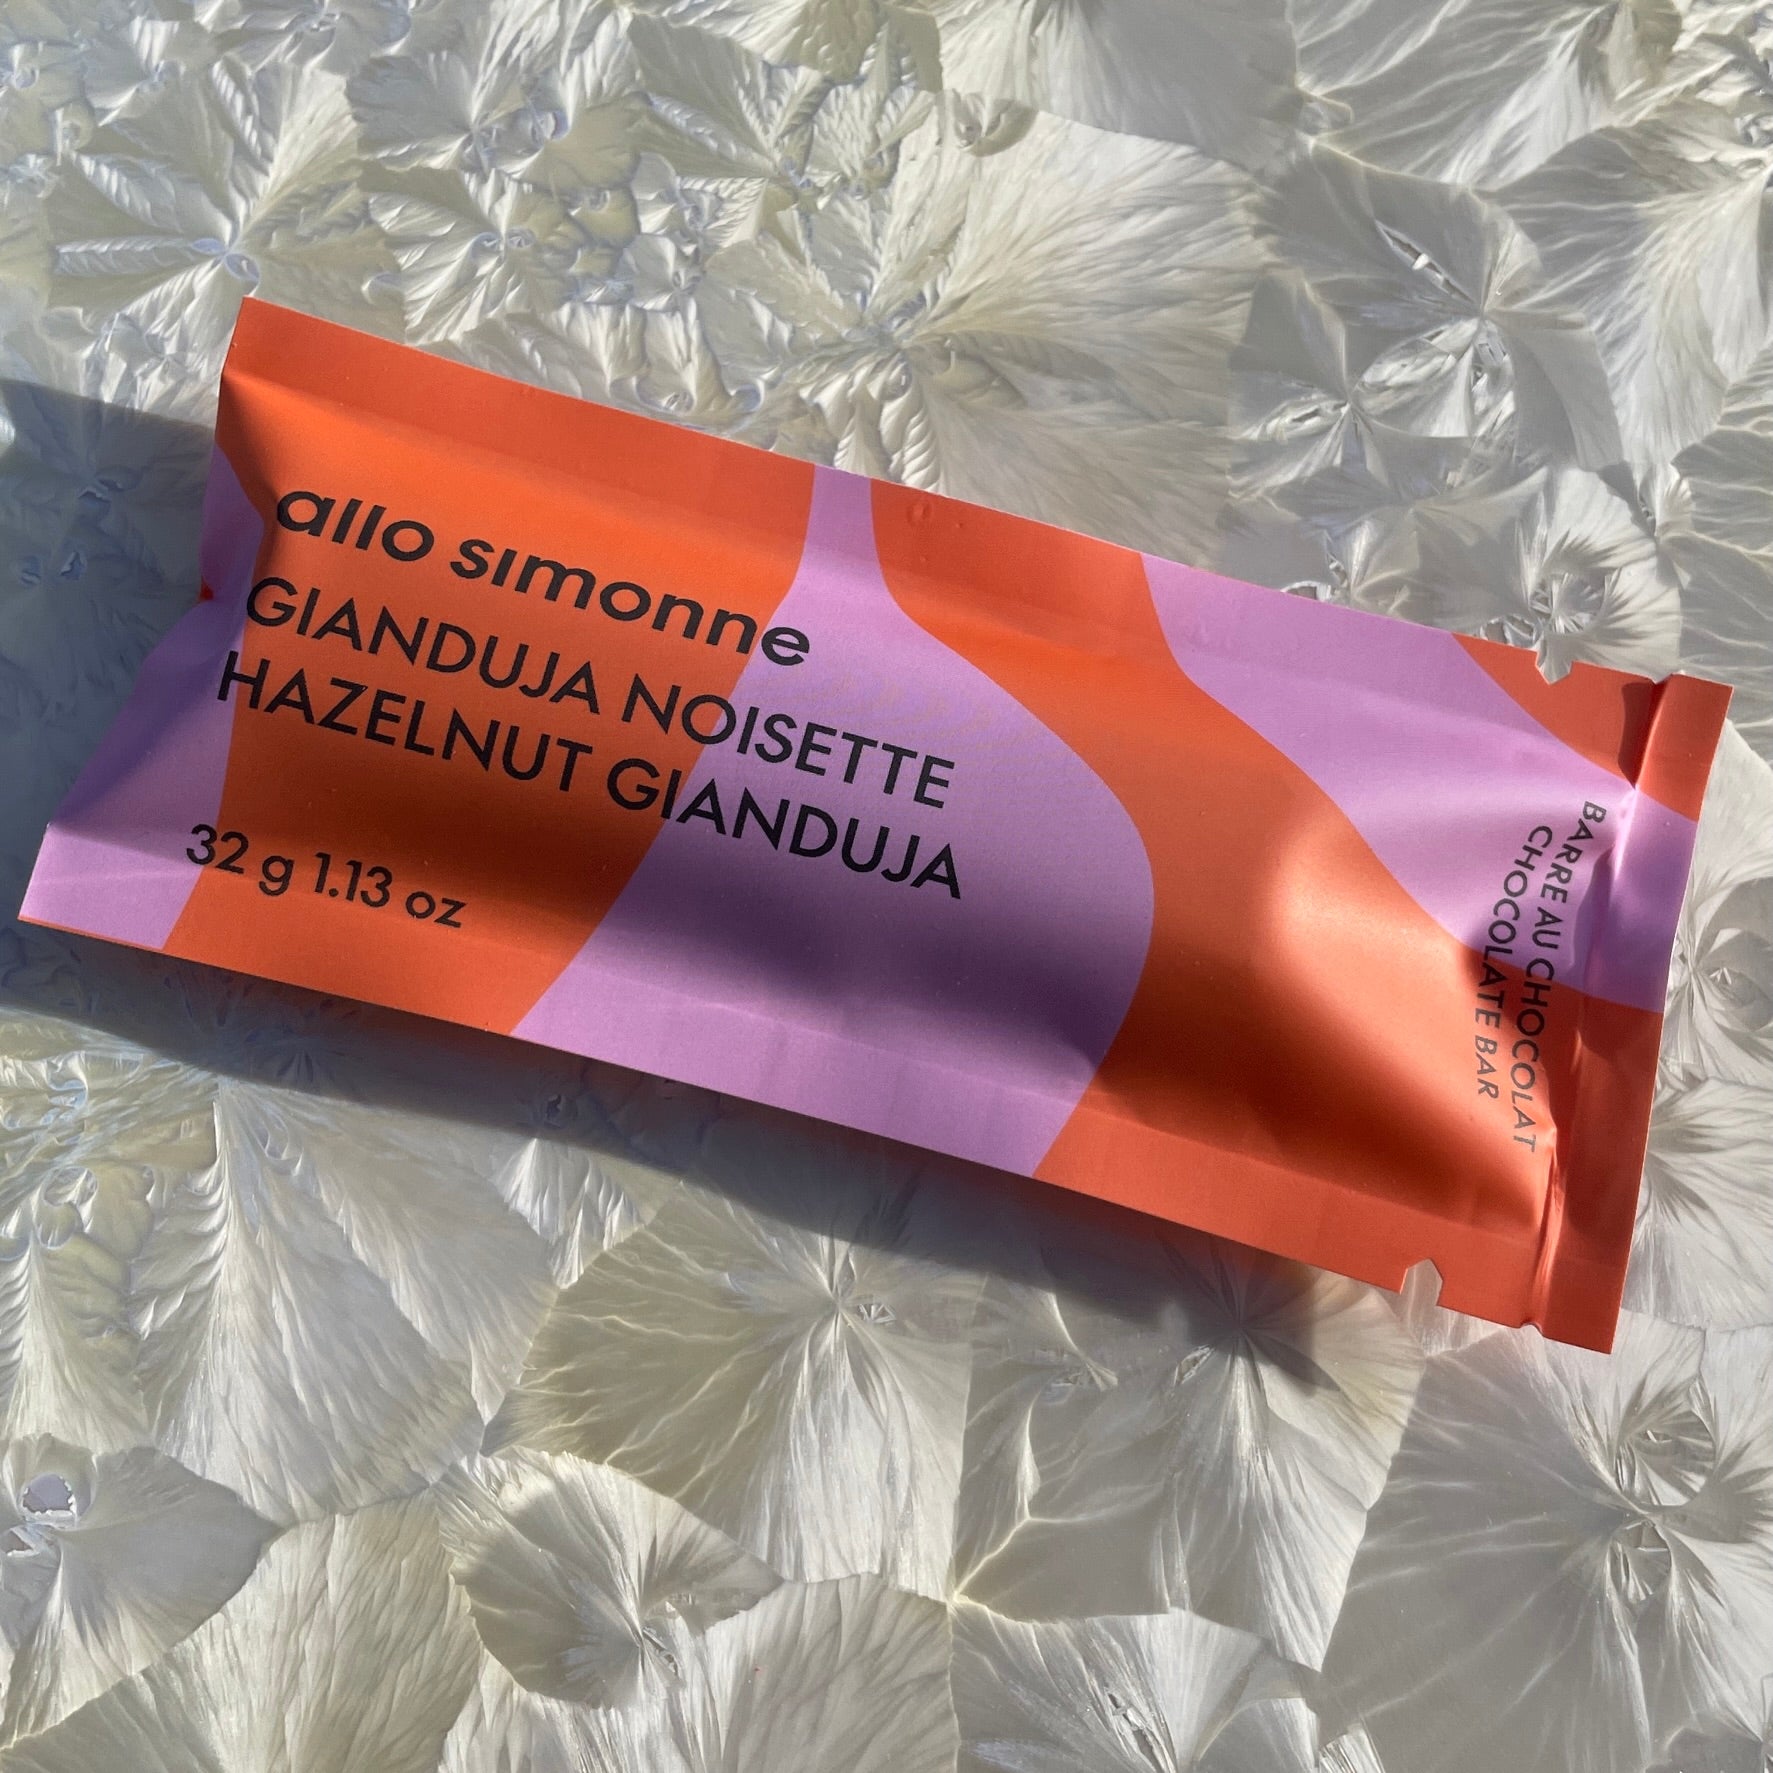 allo simonne
GIANDUJA NOISETTE
HAZELNUT GIANDUJA
32 g 1.13 oz
BARRE AU CHOCOLAT
CHOCOLATE BAR